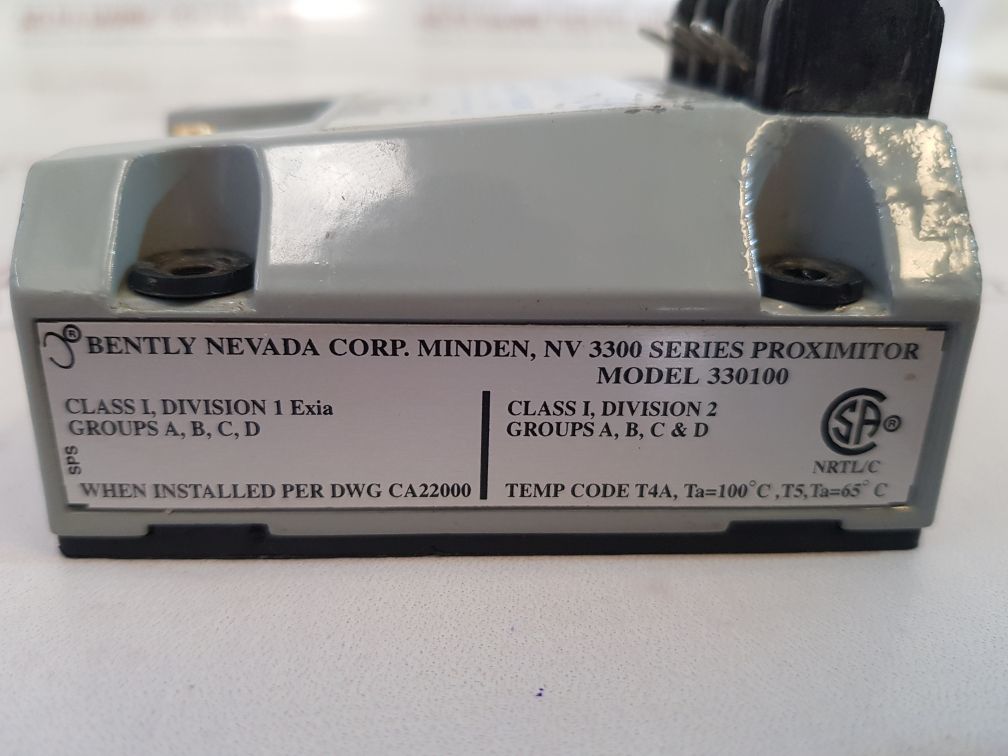 ® BENTLY NEVADA CORP. MINDEN, NV 3300 SERIES PROXIMITOR
MODEL 330100
CLASS I, DIVISION 1 Exia
GROUPS A, B, C, D
SPS
WHEN INSTALLED PER DWG CA22000
CLASS I, DIVISION 2
GROUPS A, B, C & D
TEMP CODE T4A, Ta=100°C ,T5,Ta=65° C
CSA®
NRTL/C